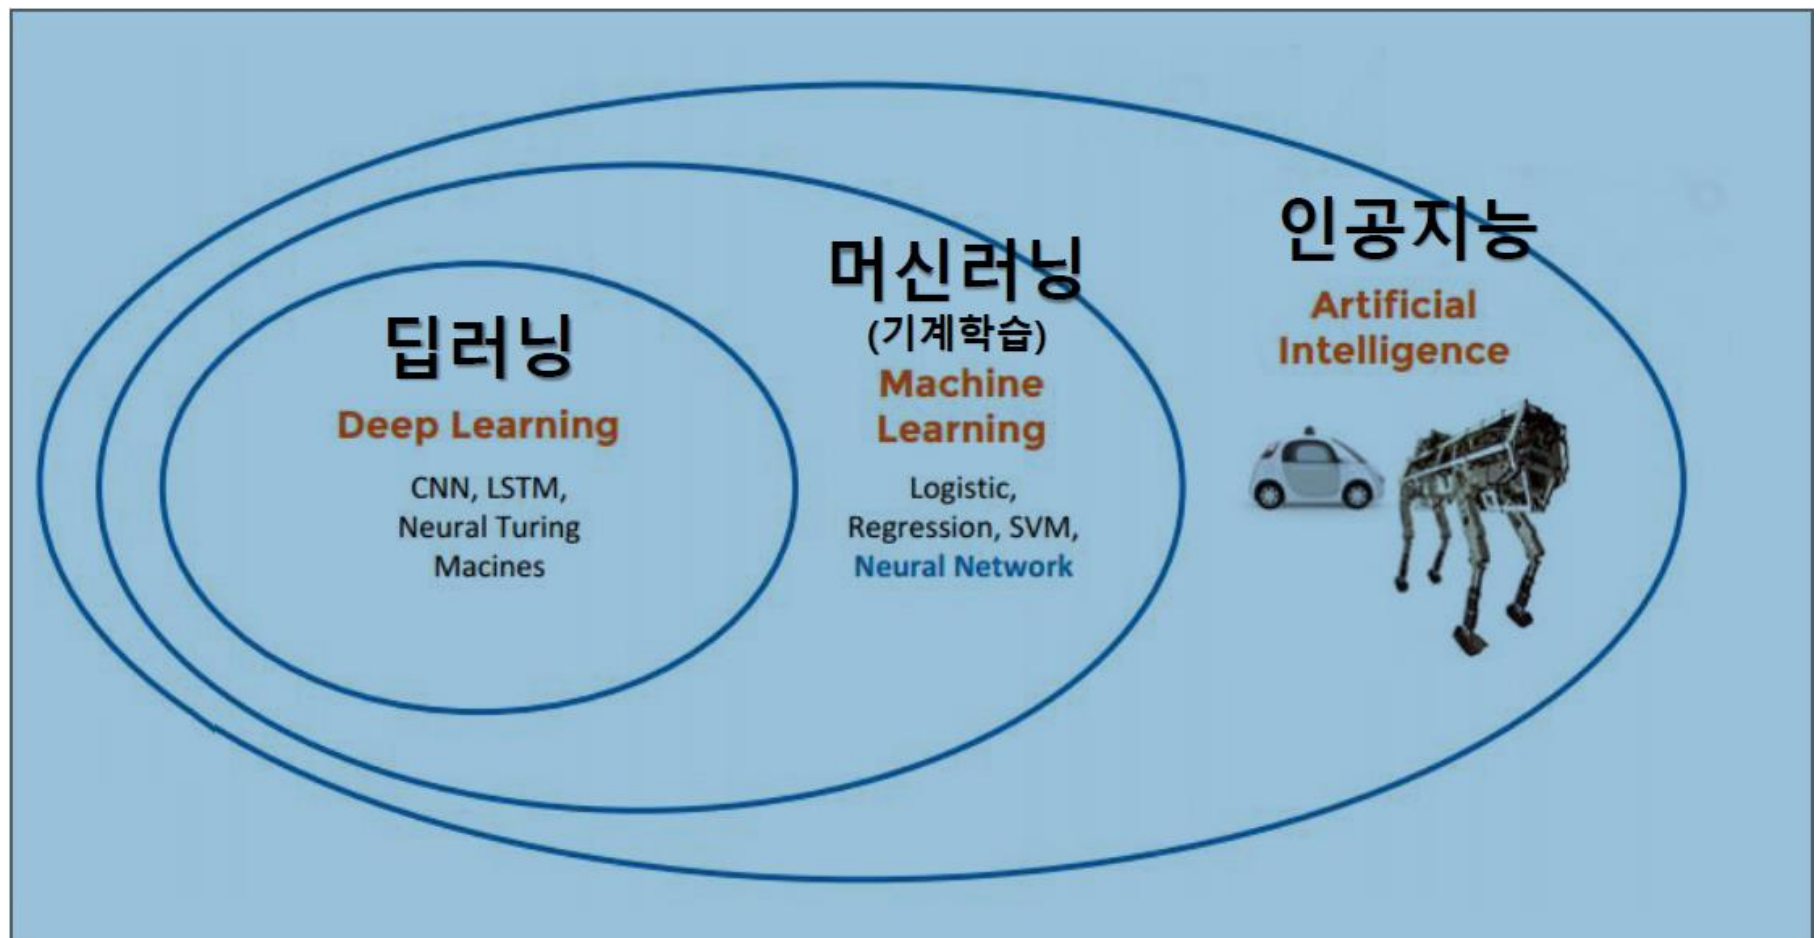 딥러닝
Deep Learning
CNN, LSTM,
Neural Turing
Macines
머신러닝
(기계학습)
Machine
Learning
Logistic,
Regression, SVM,
Neural Network
인공지능
Artificial
Intelligence